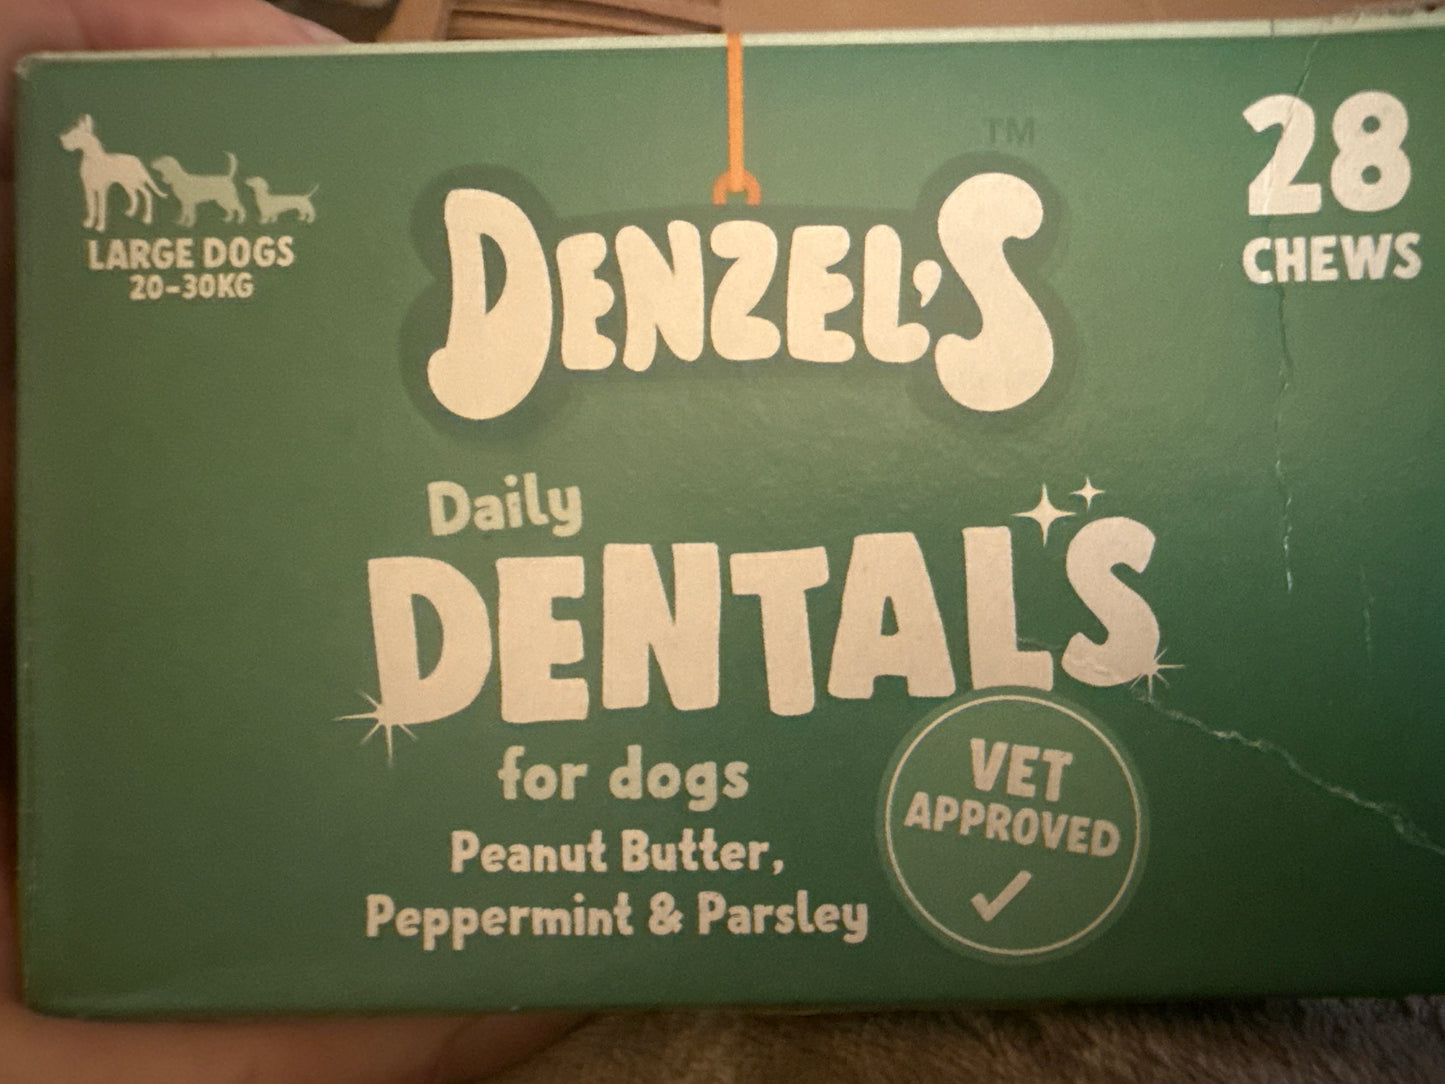 LARGE DOGS
20-30KG
DENZEL'S
TM
28
CHEWS
Daily
DENTALS
for dogs
Peanut Butter,
Peppermint & Parsley
VET
APPROVED